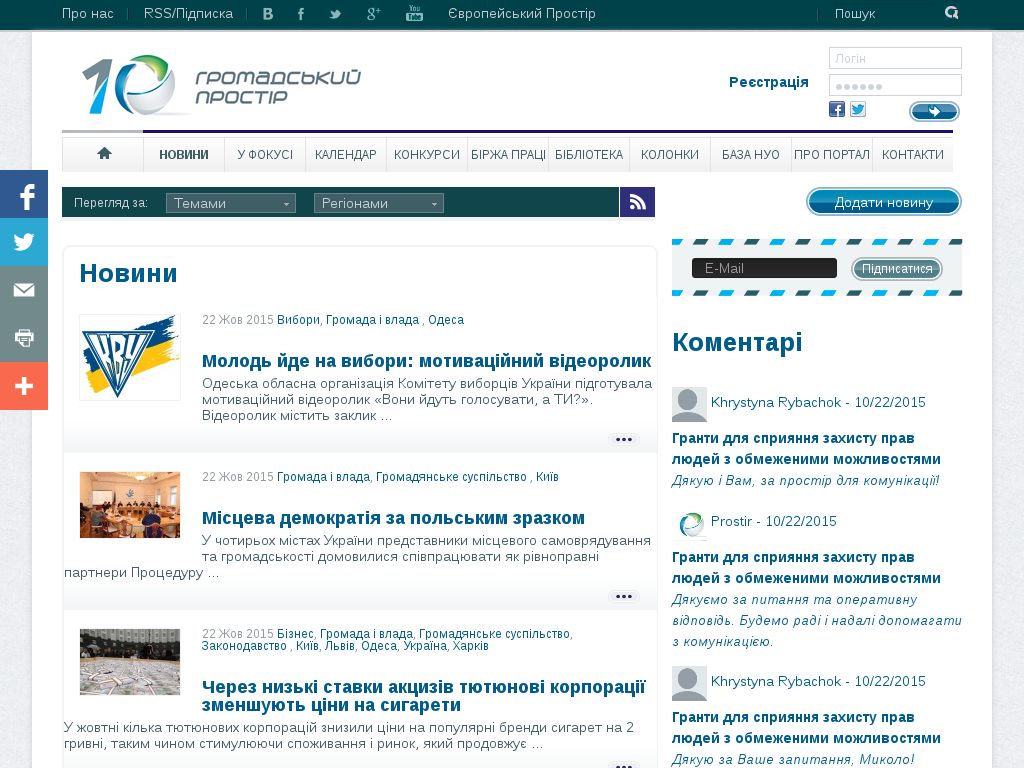 Про нас
RSS/Підписка
You Tube
Європейський Простір
Пошук
10 ГРОМАДСЬКИЙ
ПРОСТІР
Реєстрація
Логін
НОВИНИ
У ФОКУСІ
КАЛЕНДАР
КОНКУРСИ
БІРЖА ПРАЦІ
БІБЛІОТЕКА
КОЛОНКИ
БАЗА НУО
ПРО ПОРТАЛ
КОНТАКТИ
Перегляд за:
Темами
Регіонами
Додати новину
E-Mail
Підписатися
Новини
22 Жов 2015 Вибори, Громада і влада , Одеса
Молодь йде на вибори: мотиваційний відеоролик
Одеська обласна організація Комітету виборців України підготувала
мотиваційний відеоролик «Вони йдуть голосувати, а ТИ?».
Відеоролик містить заклик ...
22 Жов 2015 Громада і влада, Громадянське суспільство , Київ
Місцева демократія за польським зразком
У чотирьох містах України представники місцевого самоврядування
та громадськості домовилися співпрацювати як рівноправні
партнери Процедуру ...
22 Жов 2015 Бізнес, Громада і влада, Громадянське суспільство,
Законодавство , Київ, Львів, Одеса, Україна, Харків
Через низькі ставки акцизів тютюнові корпорації
зменшують ціни на сигарети
У жовтні кілька тютюнових корпорацій знизили ціни на популярні бренди сигарет на 2
гривні, таким чином стимулюючи споживання і ринок, який продовжує ...
Коментарі
Khrystyna Rybachok - 10/22/2015
Гранти для сприяння захисту прав
людей з обмеженими можливостями
Дякую і Вам, за простір для комунікації!
Prostir - 10/22/2015
Гранти для сприяння захисту прав
людей з обмеженими можливостями
Дякуємо за питання та оперативну
відповідь. Будемо раді і надалі допомагати
з комунікацією.
Khrystyna Rybachok - 10/22/2015
Гранти для сприяння захисту прав
людей з обмеженими можливостями
Дякую за Ваше запитання, Миколо!